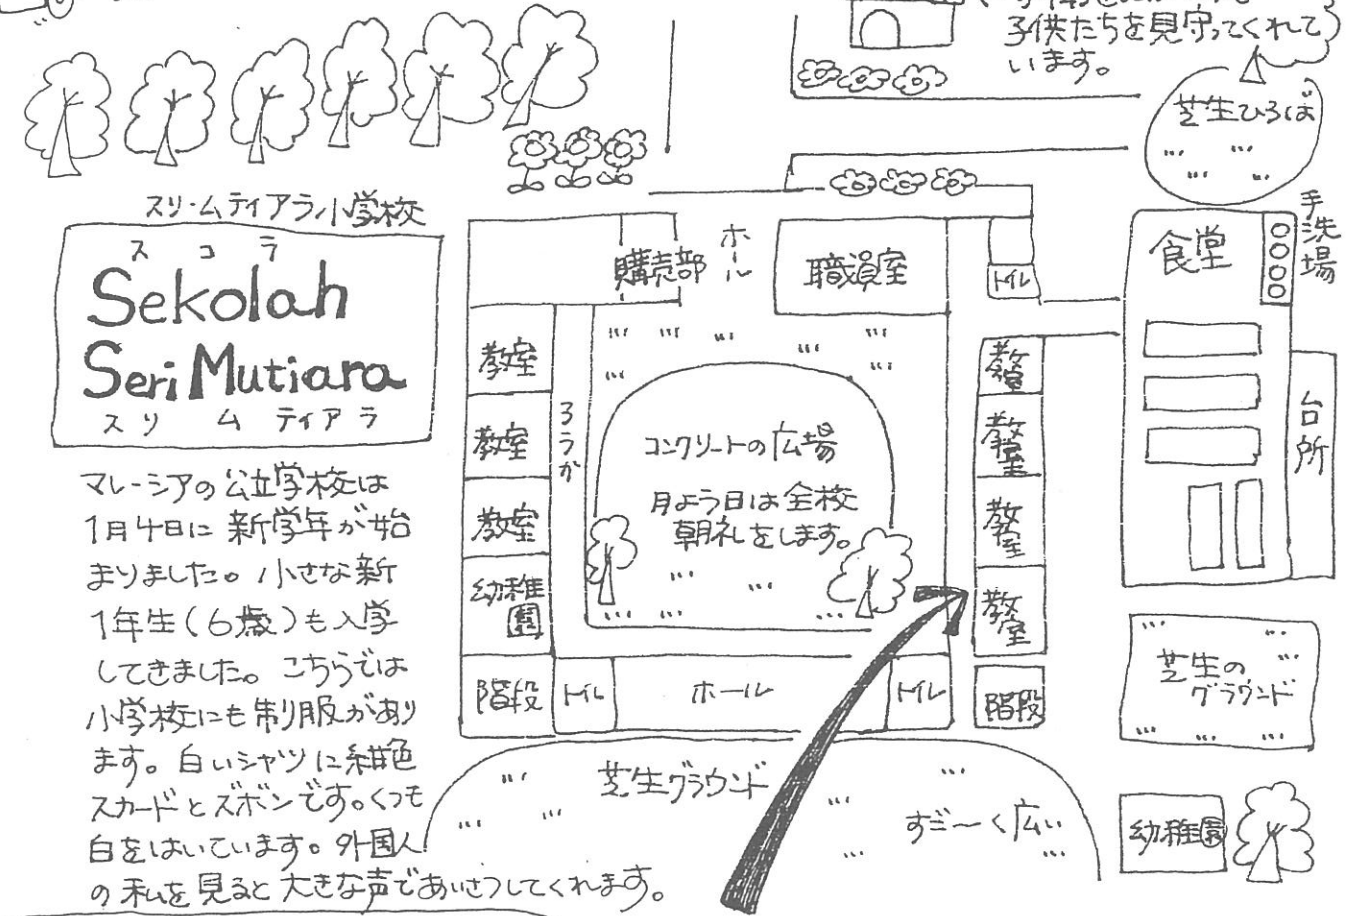 子供たちを見守ってくれて
います。
芝生ひろば
手洗場
スリ・ムティアラ小学校
スコラ
Sekolah
Seri Mutiara
スリ ムティアラ
購売部
ホール
職員室
トイレ
食堂
台所
教室
教室
教室
幼稚園
ろうか
コンクリートの広場
月よう日は全校
朝礼をします。
教室
教室
教室
教室
階段
トイレ
ホール
トイレ
階段
芝生の
グラウンド
芝生グラウンド
すご〜く広い
幼稚園
マレーシアの公立学校は
1月4日に新学年が始
まりました。小さな新
1年生(6歳)も入学
してきました。こちらでは
小学校にも制服があり
ます。白いシャツに紺色
スカートとズボンです。くつも
白をはいています。外国人
の私を見ると大きな声であいさつしてくれます。